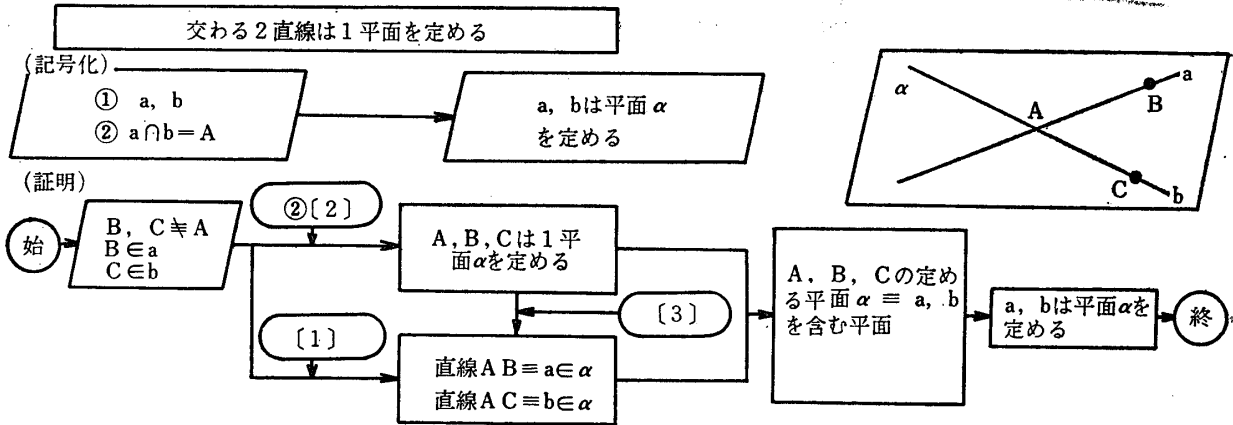 交わる2直線は1平面を定める
(記号化)
① a, b
② a∩b=A
a, bは平面α
を定める
α
A
B
a
C
b
(証明)
始
B, C≒A
B∈a
C∈b
②〔2〕
A,B,Cは1平
面αを定める
〔3〕
〔1〕
直線AB≡a∈α
直線AC≡b∈α
A, B, Cの定め
る平面α≡a, b
を含む平面
a, bは平面αを
定める
終